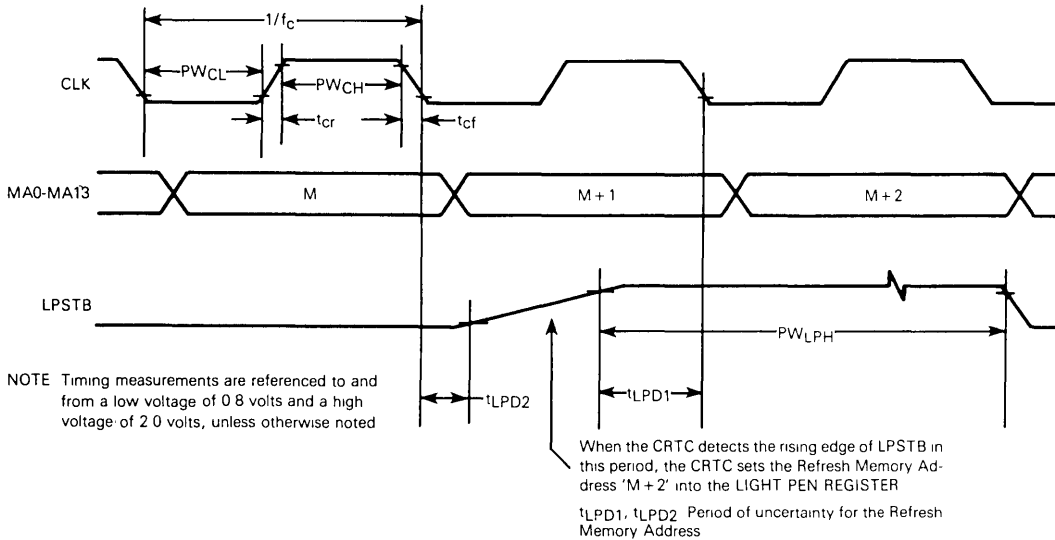 1/fc
CLK
PWCL
PWCH
tcr
tcf
MA0-MA13
M
M + 1
M + 2
LPSTB
PWLPH
NOTE Timing measurements are referenced to and
from a low voltage of 0 8 volts and a high
voltage of 2 0 volts, unless otherwise noted
tLPD2
tLPD1
When the CRTC detects the rising edge of LPSTB in
this period, the CRTC sets the Refresh Memory Ad-
dress 'M + 2' into the LIGHT PEN REGISTER
tLPD1, tLPD2 Period of uncertainty for the Refresh
Memory Address